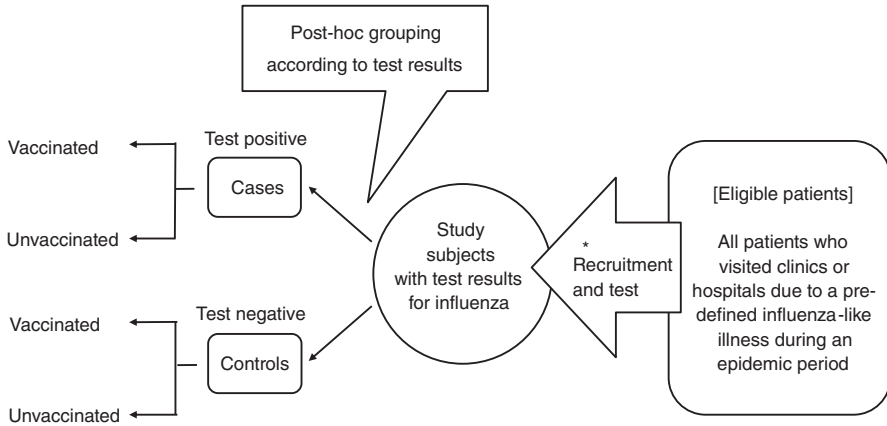 Post-hoc grouping
according to test results
Vaccinated
Unvaccinated
Test positive
Cases
Vaccinated
Unvaccinated
Test negative
Controls
Study
subjects
with test results
for influenza
*
Recruitment
and test
[Eligible patients]
All patients who
visited clinics or
hospitals due to a pre-
defined influenza-like
illness during an
epidemic period